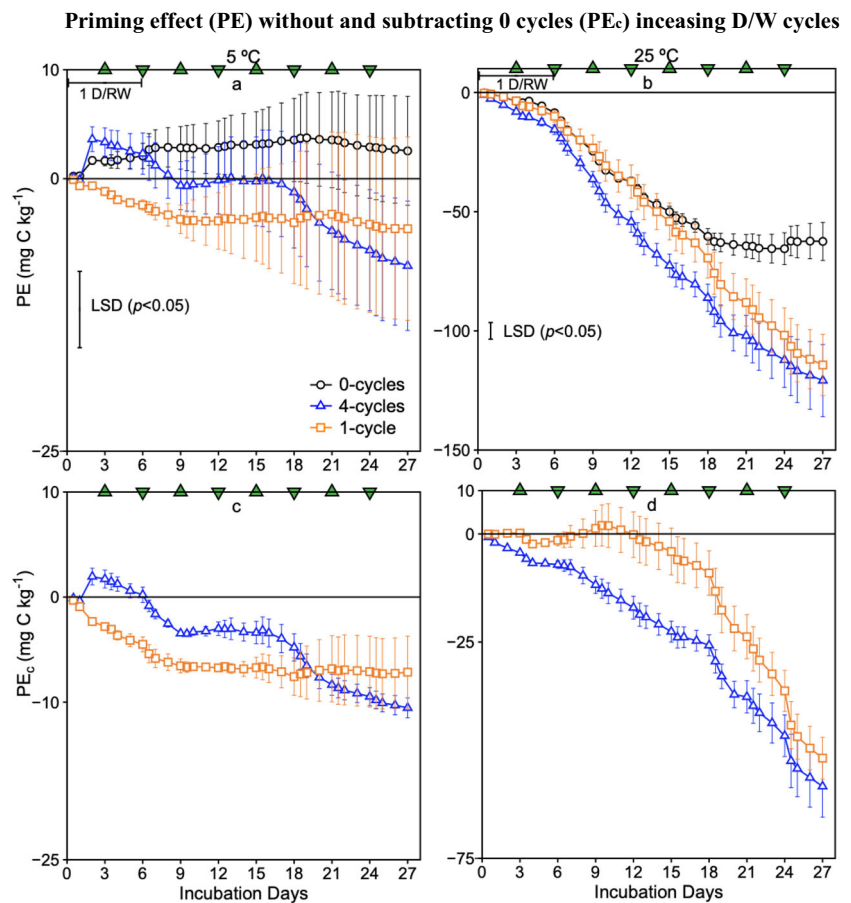 Priming effect (PE) without and subtracting 0 cycles (PEc) inceasing D/W cycles
5 ºC
25 ºC
10
0
−25
PE (mg C kg⁻¹)
1 D/RW
a
LSD (p<0.05)
0-cycles
4-cycles
1-cycle
0 3 6 9 12 15 18 21 24 27
0
−50
−100
−150
1 D/RW
b
LSD (p<0.05)
0 3 6 9 12 15 18 21 24 27
10
0
−10
−25
PEc (mg C kg⁻¹)
c
0 3 6 9 12 15 18 21 24 27
Incubation Days
10
0
−25
−75
d
0 3 6 9 12 15 18 21 24 27
Incubation Days